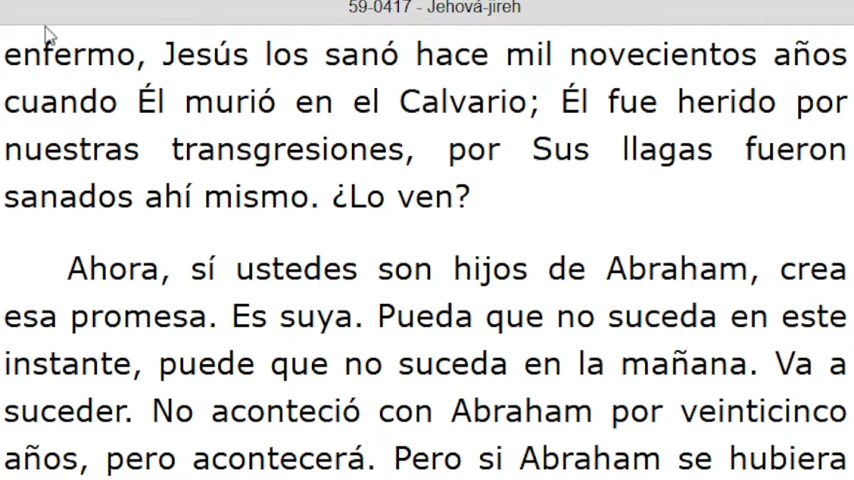 59-0417 - Jehová-jireh
enfermo, Jesús los sanó hace mil novecientos años
cuando Él murió en el Calvario; Él fue herido por
nuestras transgresiones, por Sus llagas fueron
sanados ahí mismo. ¿Lo ven?
Ahora, sí ustedes son hijos de Abraham, crea
esa promesa. Es suya. Pueda que no suceda en este
instante, puede que no suceda en la mañana. Va a
suceder. No aconteció con Abraham por veinticinco
años, pero acontecerá. Pero si Abraham se hubiera